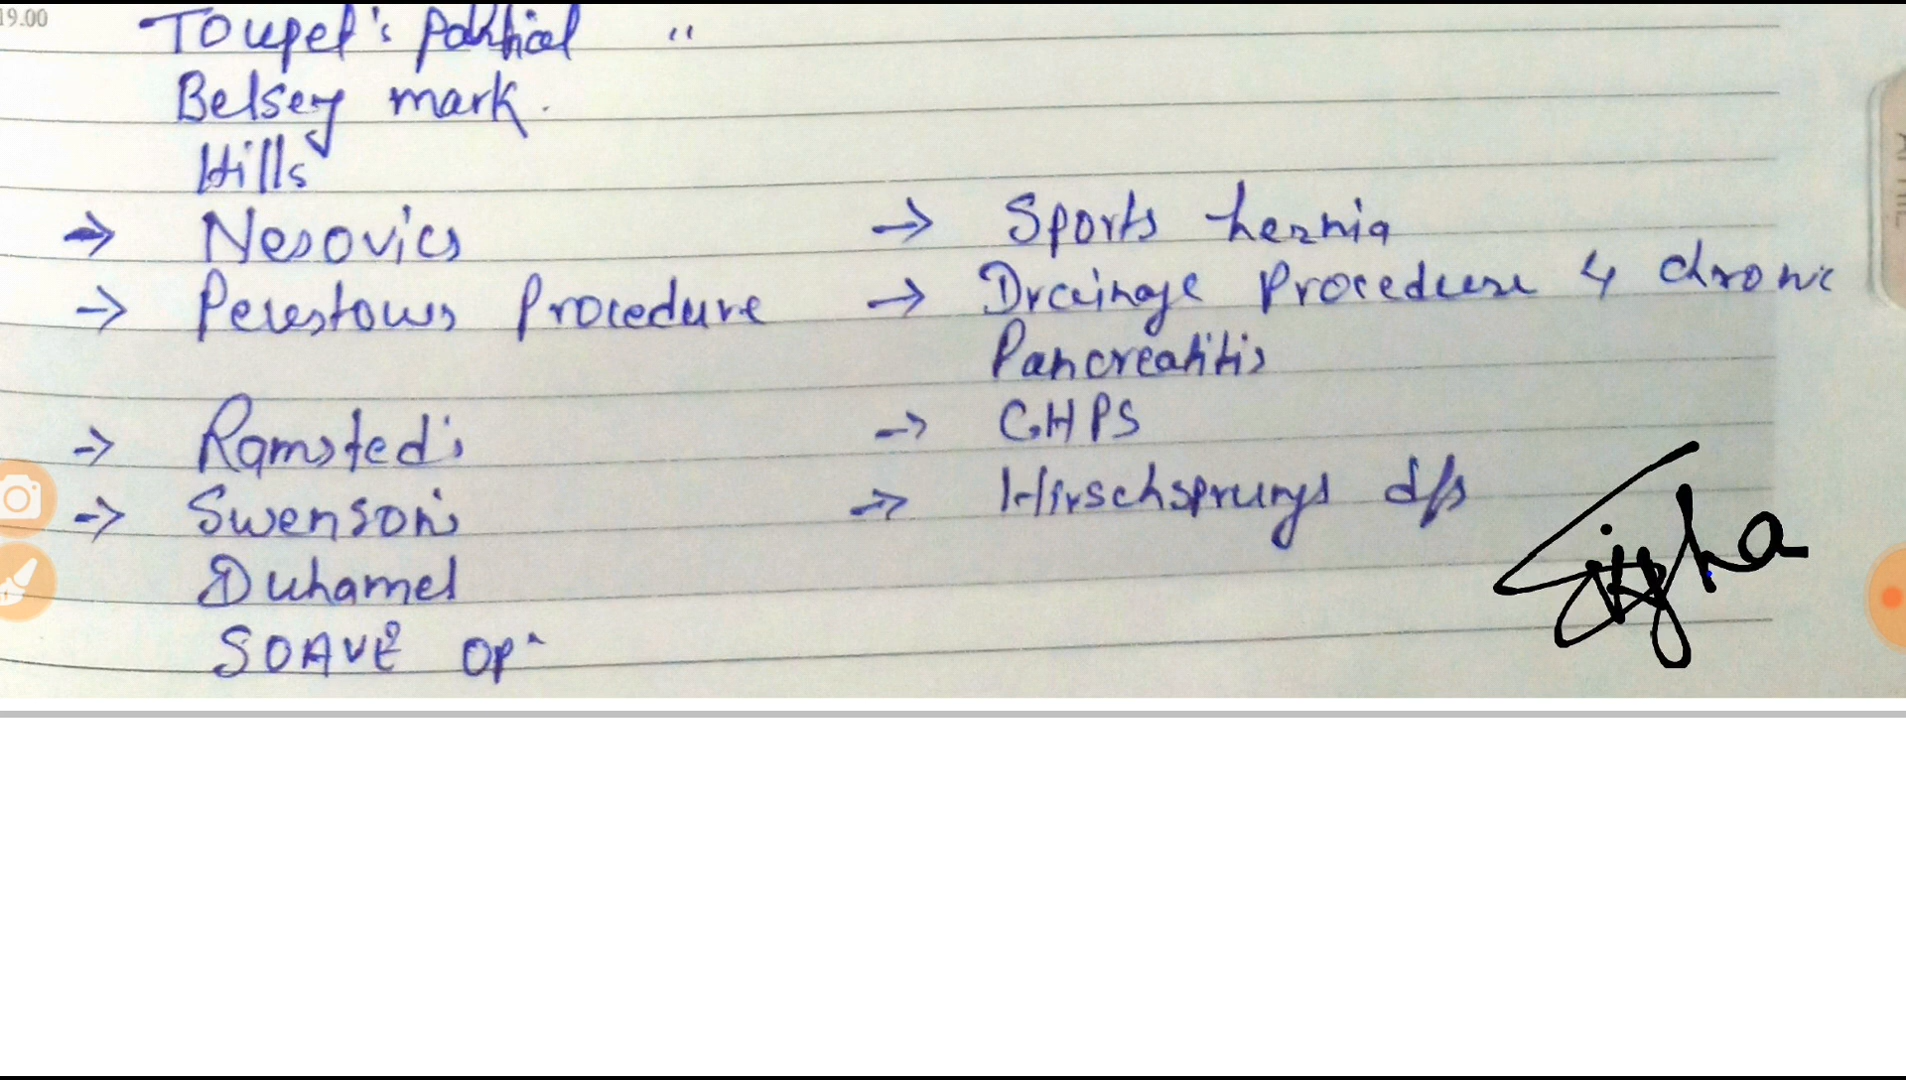 19.00
Toupet's partial "
Belsey mark.
Hills
→ Nesovics → Sports hernia
→ Perestows Procedure → Drainage Procedure 4 chronic
Pancreatitis
→ Ramsted's → CHPS
→ Swenson's → Hirschsprungs d/s
Duhamel
SOAVE opⁿ